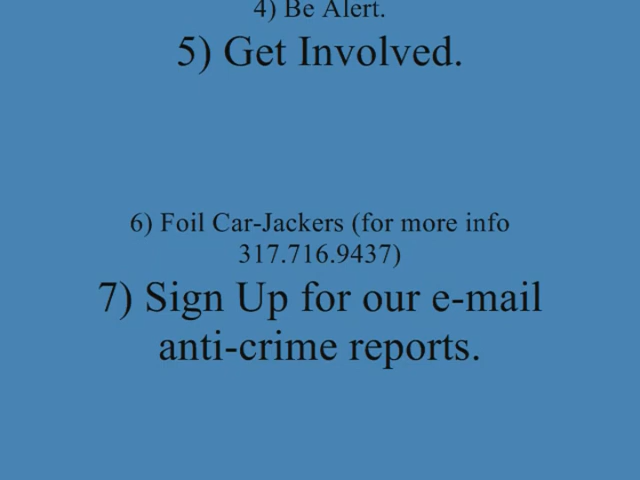 4) Be Alert.
5) Get Involved.
6) Foil Car-Jackers (for more info
317.716.9437)
7) Sign Up for our e-mail
anti-crime reports.